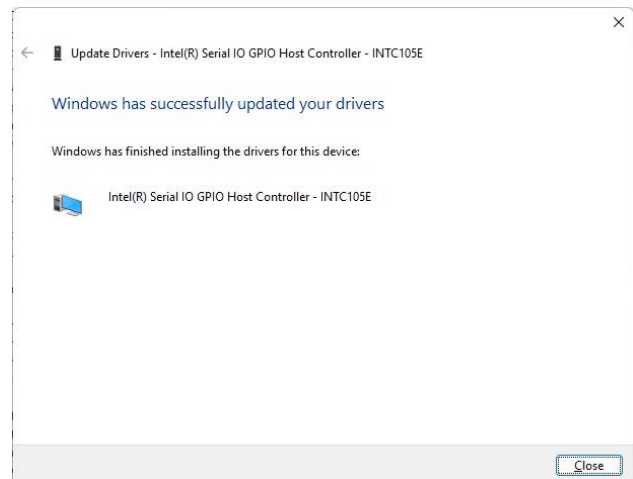 Update Drivers - Intel(R) Serial IO GPIO Host Controller - INTC105E
Windows has successfully updated your drivers
Windows has finished installing the drivers for this device:
Intel(R) Serial IO GPIO Host Controller - INTC105E
Close